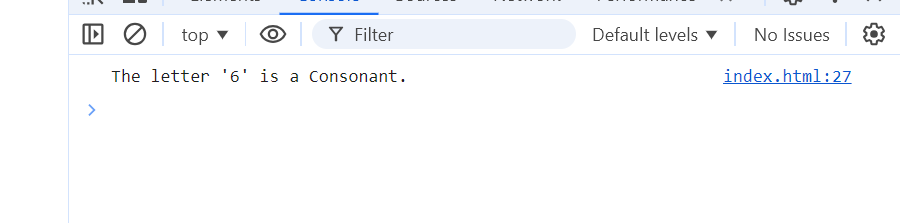 top ▼ Filter Default levels ▼ No Issues
The letter '6' is a Consonant. index.html:27
>